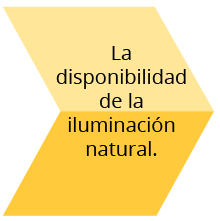 La
disponibilidad
de la
iluminación
natural.